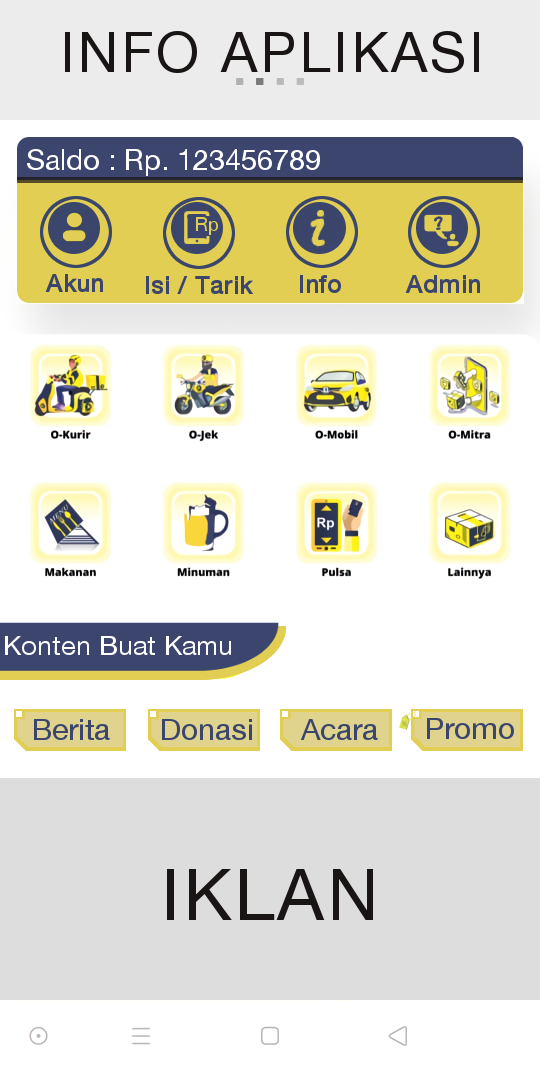 INFO APLIKASI
Saldo : Rp. 123456789
Rp
Akun Isi / Tarik Info Admin
O-Kurir O-Jek O-Mobil O-Mitra
MENU Rp
Makanan Minuman Pulsa Lainnya
Konten Buat Kamu
Berita Donasi Acara Promo
IKLAN